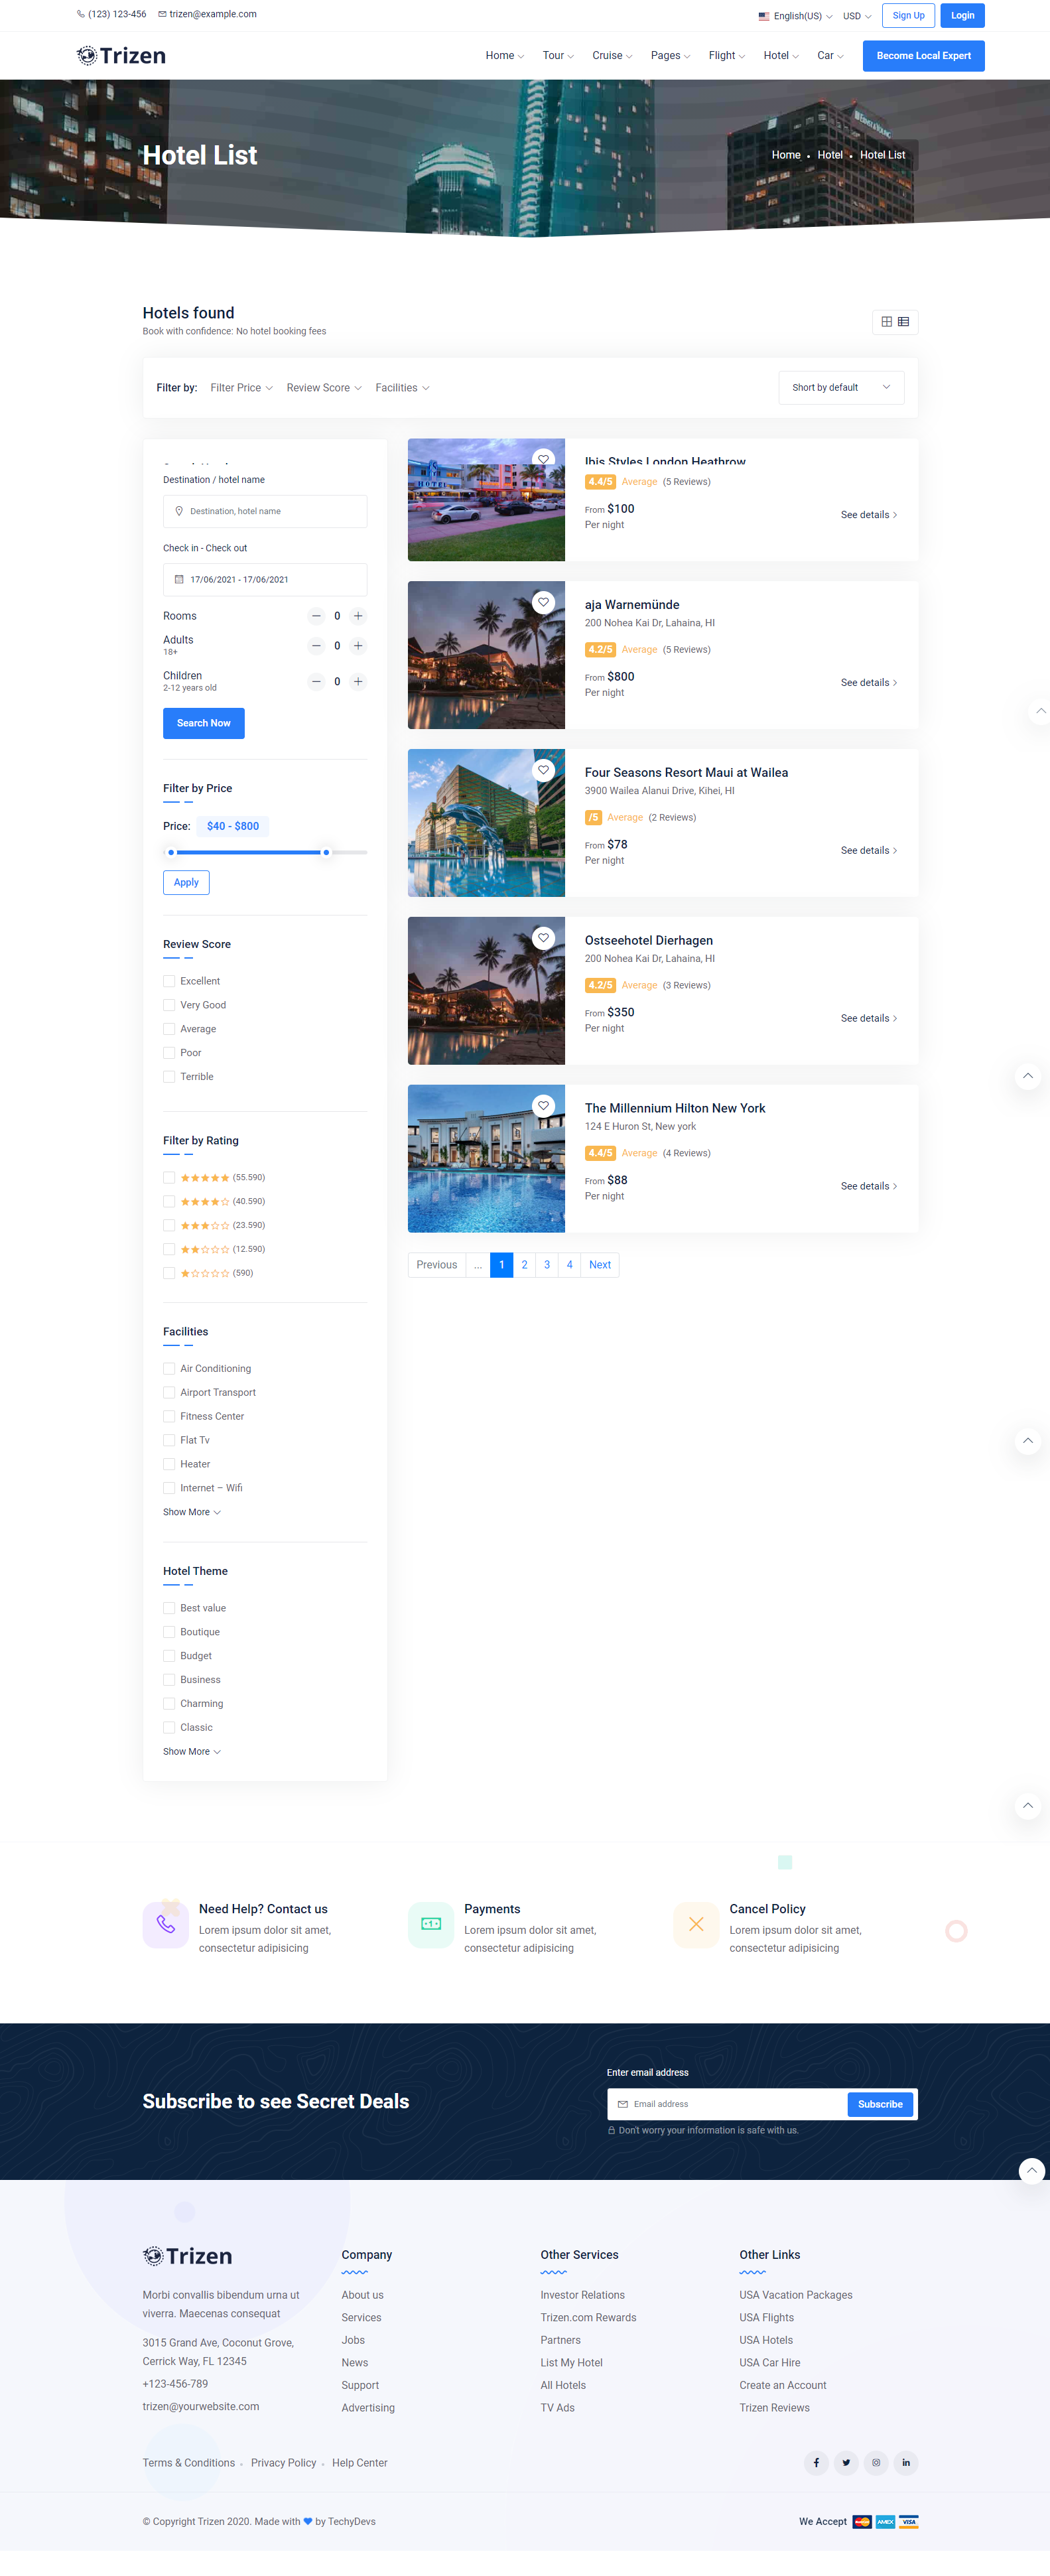 (123) 123-456 trizen@example.com English(US) USD Sign Up Login
Trizen Home Tour Cruise Pages Flight Hotel Car Become Local Expert
Hotel List
Home Hotel Hotel List
Hotels found
Book with confidence: No hotel booking fees
Filter by: Filter Price Review Score Facilities Short by default
Destination / hotel name
Destination, hotel name
Check in - Check out
17/06/2021 - 17/06/2021
Rooms 0
Adults 0
18+
Children 0
2-12 years old
Search Now
Filter by Price
Price: $40 - $800
Apply
Review Score
Excellent
Very Good
Average
Poor
Terrible
Filter by Rating
(55.590)
(40.590)
(23.590)
(12.590)
(590)
Facilities
Air Conditioning
Airport Transport
Fitness Center
Flat Tv
Heater
Internet – Wifi
Show More
Hotel Theme
Best value
Boutique
Budget
Business
Charming
Classic
Show More
HOTEL
Ibis Styles London Heathrow
4.4/5 Average (5 Reviews)
From $100
Per night
See details
aja Warnemünde
200 Nohea Kai Dr, Lahaina, HI
4.2/5 Average (5 Reviews)
From $800
Per night
See details
Four Seasons Resort Maui at Wailea
3900 Wailea Alanui Drive, Kihei, HI
/5 Average (2 Reviews)
From $78
Per night
See details
Ostseehotel Dierhagen
200 Nohea Kai Dr, Lahaina, HI
4.2/5 Average (3 Reviews)
From $350
Per night
See details
The Millennium Hilton New York
124 E Huron St, New york
4.4/5 Average (4 Reviews)
From $88
Per night
See details
Previous ... 1 2 3 4 Next
Need Help? Contact us
Lorem ipsum dolor sit amet,
consectetur adipisicing
Payments
Lorem ipsum dolor sit amet,
consectetur adipisicing
Cancel Policy
Lorem ipsum dolor sit amet,
consectetur adipisicing
Subscribe to see Secret Deals
Enter email address
Email address Subscribe
Don't worry your information is safe with us.
Trizen
Morbi convallis bibendum urna ut
viverra. Maecenas consequat
3015 Grand Ave, Coconut Grove,
Cerrick Way, FL 12345
+123-456-789
trizen@yourwebsite.com
Company
About us
Services
Jobs
News
Support
Advertising
Other Services
Investor Relations
Trizen.com Rewards
Partners
List My Hotel
All Hotels
TV Ads
Other Links
USA Vacation Packages
USA Flights
USA Hotels
USA Car Hire
Create an Account
Trizen Reviews
Terms & Conditions Privacy Policy Help Center
© Copyright Trizen 2020. Made with by TechyDevs
We Accept MasterCard AMEX VISA